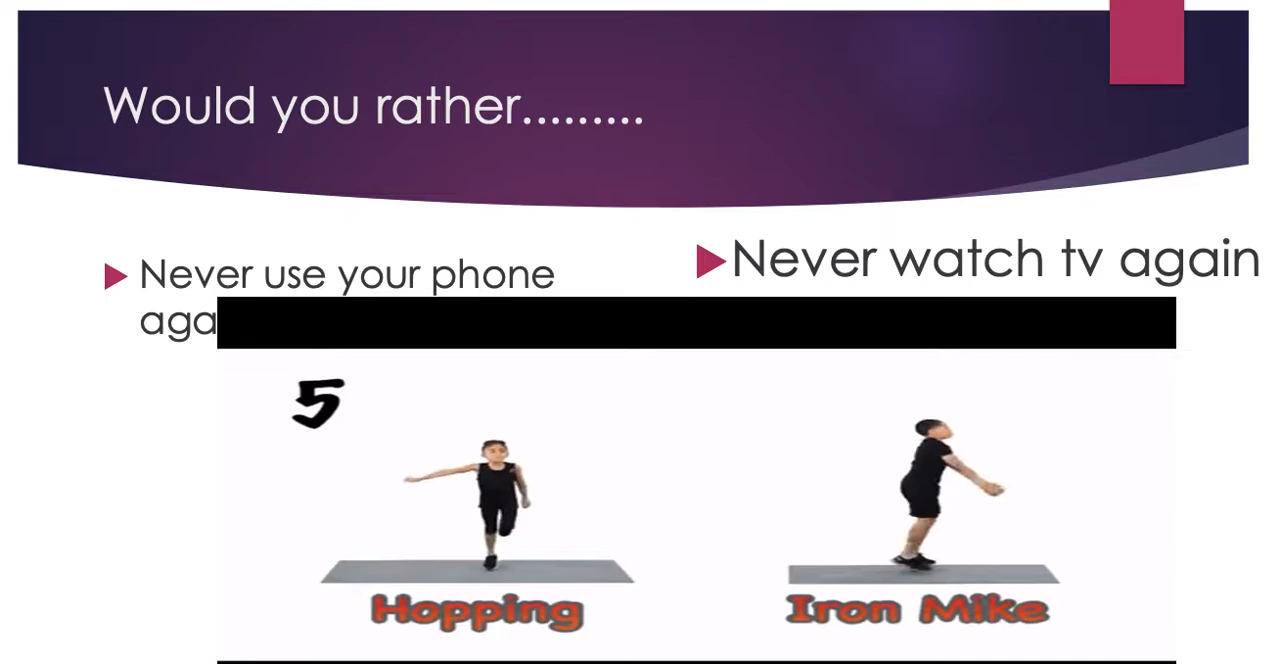 Would you rather.........
Never use your phone
aga
Never watch tv again
5
Hopping
Iron Mike